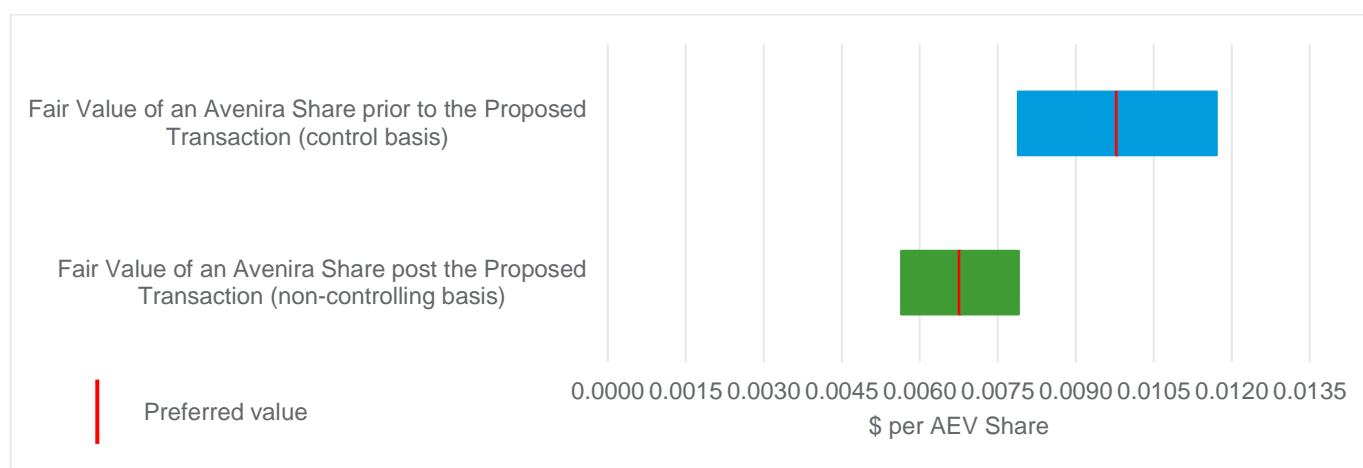 Fair Value of an Avenira Share prior to the Proposed
Transaction (control basis)
Fair Value of an Avenira Share post the Proposed
Transaction (non-controlling basis)
0.0000 0.0015 0.0030 0.0045 0.0060 0.0075 0.0090 0.0105 0.0120 0.0135
$ per AEV Share
Preferred value